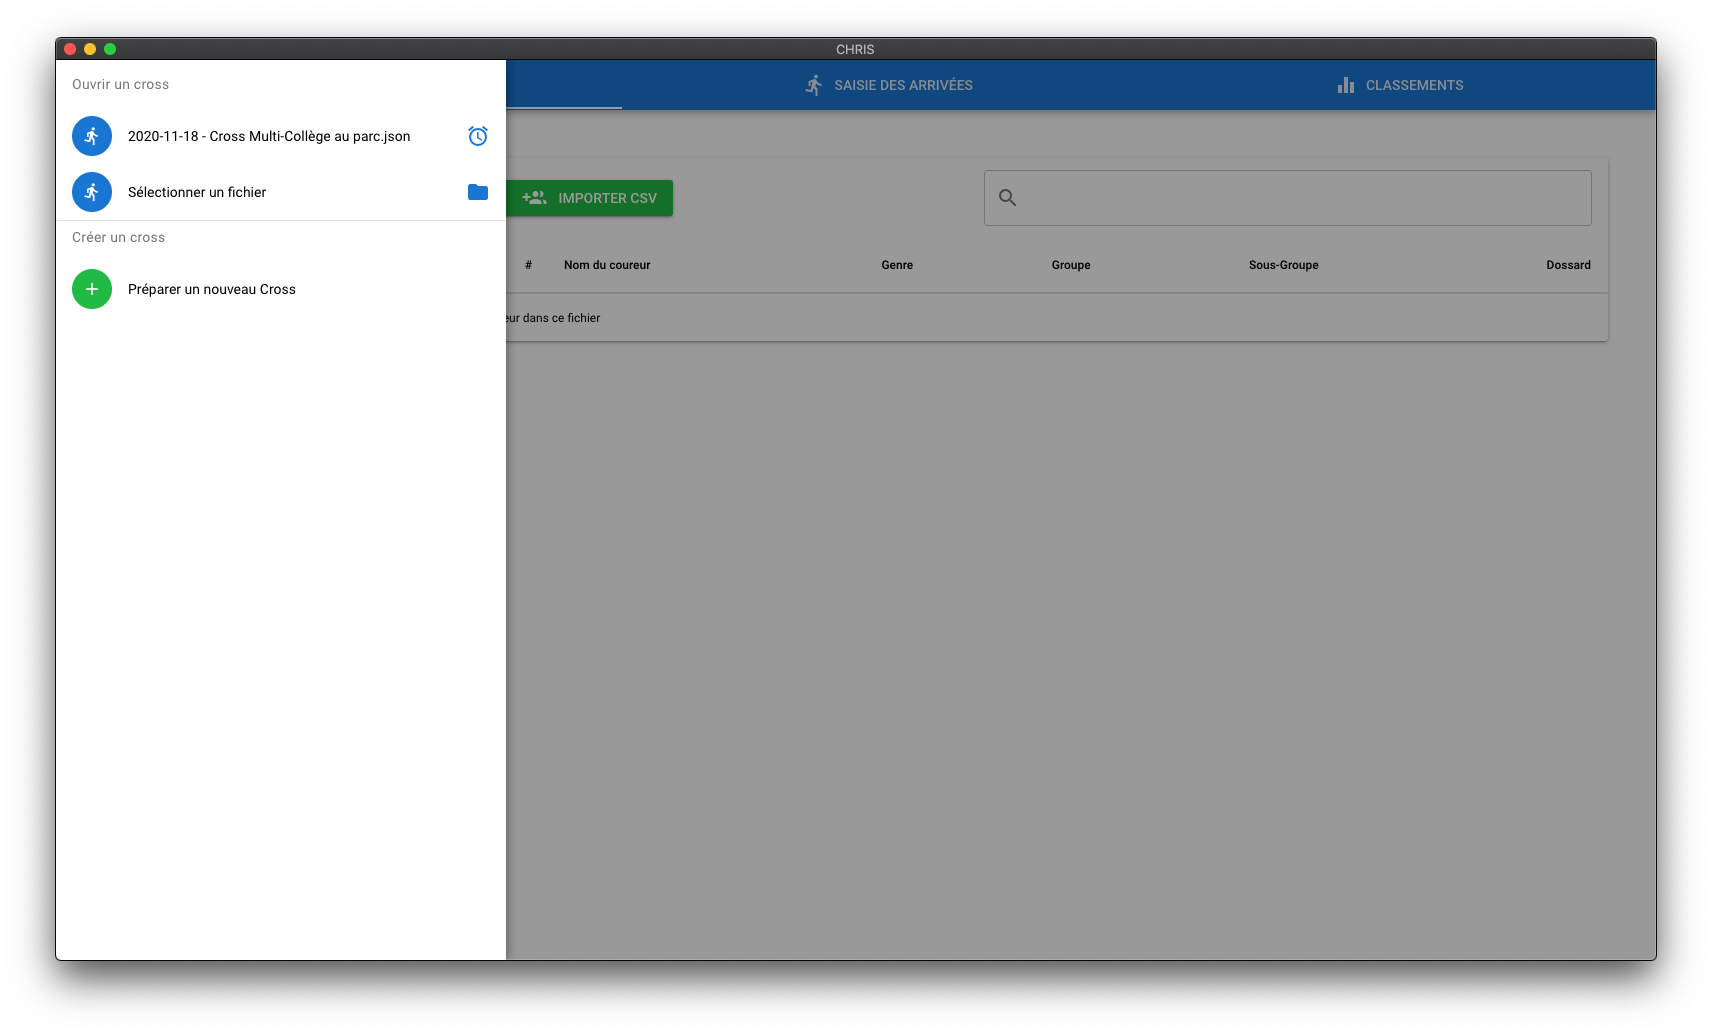 CHRIS
Ouvrir un cross
2020-11-18 - Cross Multi-Collège au parc.json
Sélectionner un fichier
Créer un cross
Préparer un nouveau Cross
SAISIE DES ARRIVÉES
CLASSEMENTS
IMPORTER CSV
# Nom du coureur Genre Groupe Sous-Groupe Dossard
eur dans ce fichier